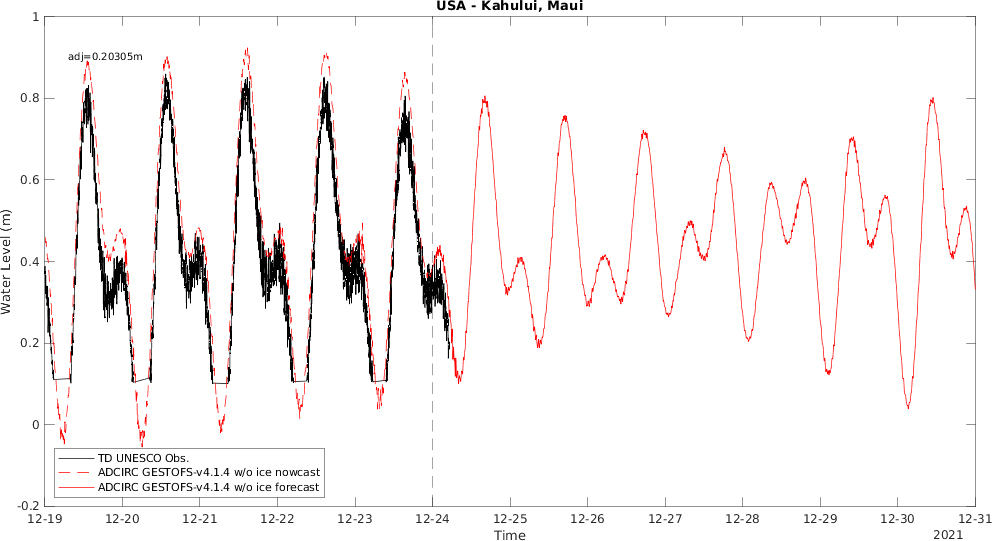 USA - Kahului, Maui
adj=0.20305m
1
0.8
0.6
0.4
0.2
0
-0.2
Water Level (m)
TD UNESCO Obs.
ADCIRC GESTOFS-v4.1.4 w/o ice nowcast
ADCIRC GESTOFS-v4.1.4 w/o ice forecast
12-19 12-20 12-21 12-22 12-23 12-24 12-25 12-26 12-27 12-28 12-29 12-30 12-31
Time
2021